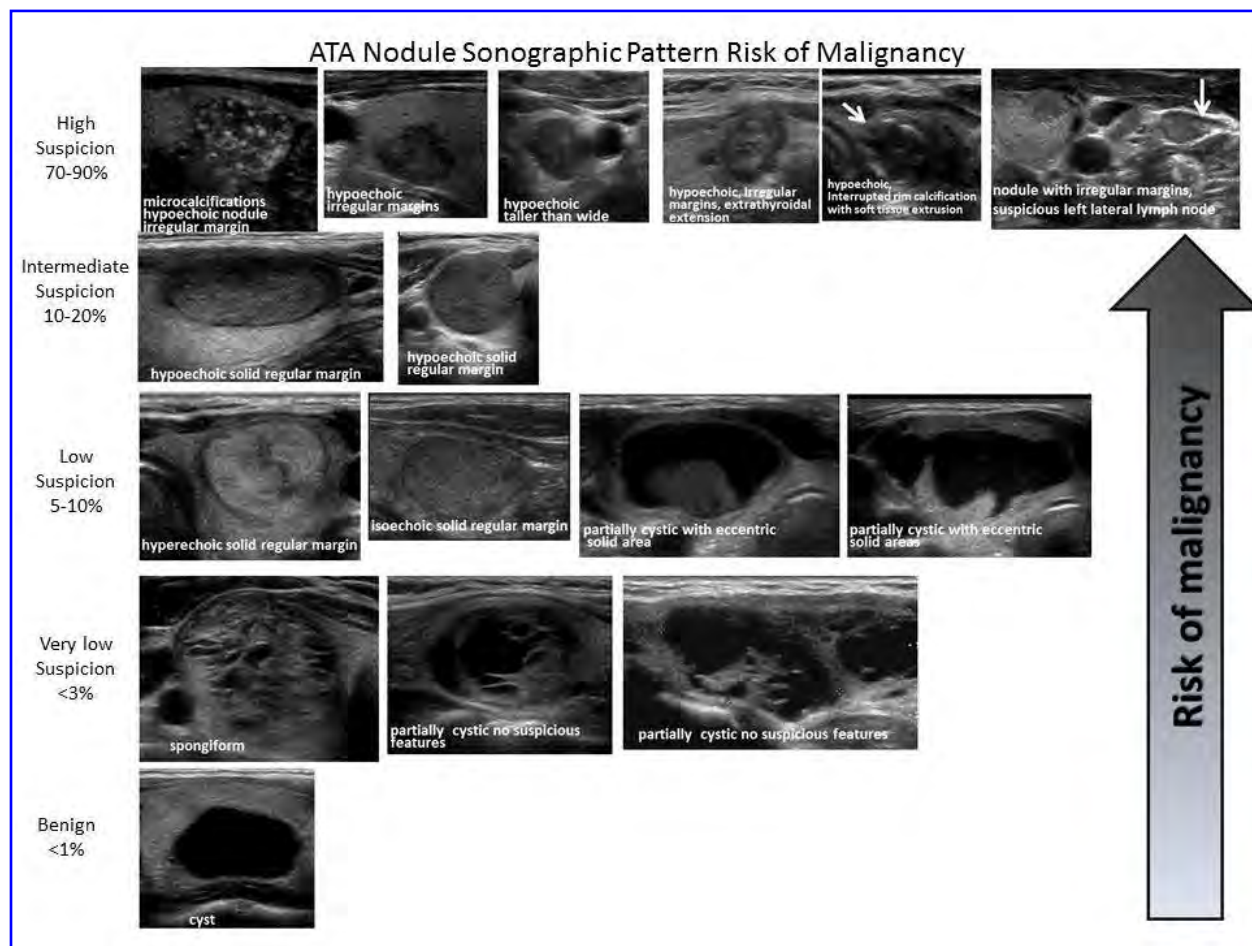 ATA Nodule Sonographic Pattern Risk of Malignancy
High
Suspicion
70-90%
microcalcifications
hypoechoic nodule
irregular margin
hypoechoic
irregular margins
hypoechoic
taller than wide
hypoechoic, Irregular
margins, extrathyroidal
extension
hypoechoic,
Interrupted rim calcification
with soft tissue extrusion
nodule with irregular margins,
suspicious left lateral lymph node
Intermediate
Suspicion
10-20%
hypoechoic solid regular margin
hypoechoic solid
regular margin
Low
Suspicion
5-10%
hyperechoic solid regular margin
isoechoic solid regular margin
partially cystic with eccentric
solid area
partially cystic with eccentric
solid areas
Very low
Suspicion
<3%
spongiform
partially cystic no suspicious
features
partially cystic no suspicious features
Benign
<1%
cyst
Risk of malignancy